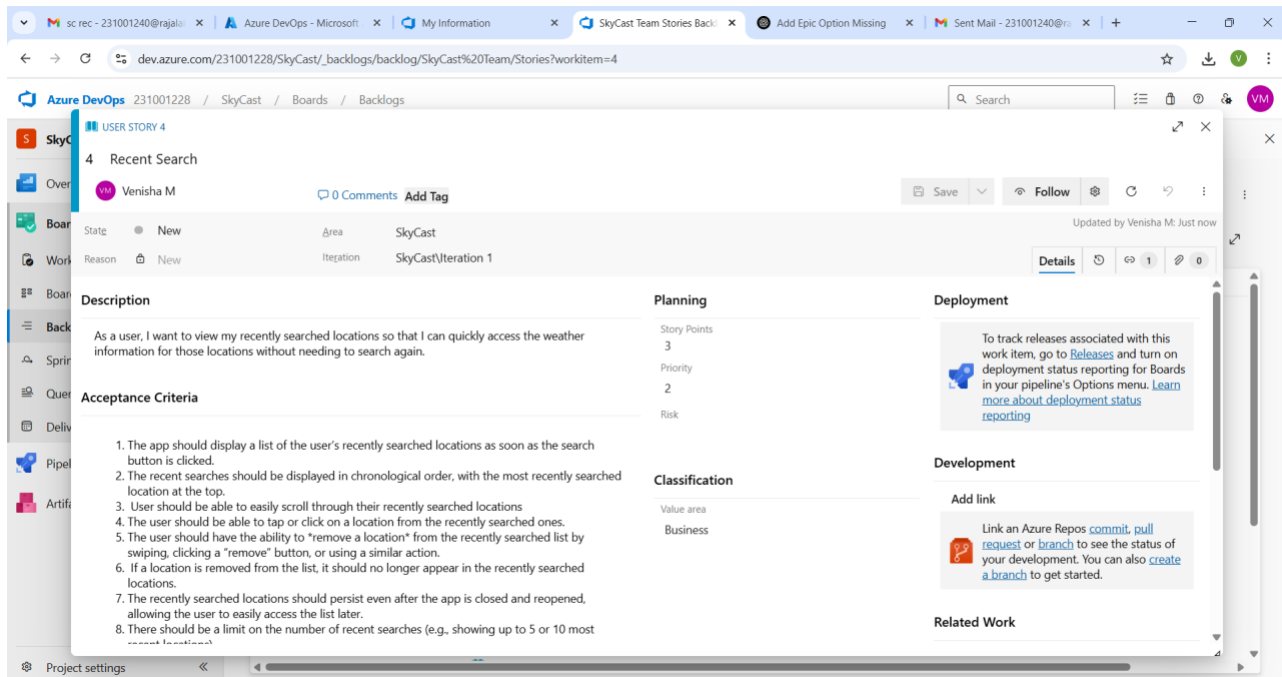 sc rec - 231001240@rajalal
Azure DevOps - Microsoft
My Information
SkyCast Team Stories Backl
Add Epic Option Missing
Sent Mail - 231001240@ra
dev.azure.com/231001228/SkyCast/_backlogs/backlog/SkyCast%20Team/Stories?workitem=4
V
Azure DevOps 231001228 / SkyCast / Boards / Backlogs
Search
VM
S SkyC
Over
Boar
Work
Boar
Back
Sprin
Quer
Deliv
Pipel
Artifa
Project settings
USER STORY 4
4 Recent Search
VM Venisha M
0 Comments Add Tag
Save
Follow
Updated by Venisha M: Just now
State New
Area SkyCast
Reason New
Iteration SkyCast\Iteration 1
Details
1
0
Description
As a user, I want to view my recently searched locations so that I can quickly access the weather
information for those locations without needing to search again.
Acceptance Criteria
1. The app should display a list of the user's recently searched locations as soon as the search
button is clicked.
2. The recent searches should be displayed in chronological order, with the most recently searched
location at the top.
3. User should be able to easily scroll through their recently searched locations
4. The user should be able to tap or click on a location from the recently searched ones.
5. The user should have the ability to *remove a location* from the recently searched list by
swiping, clicking a "remove" button, or using a similar action.
6. If a location is removed from the list, it should no longer appear in the recently searched
locations.
7. The recently searched locations should persist even after the app is closed and reopened,
allowing the user to easily access the list later.
8. There should be a limit on the number of recent searches (e.g., showing up to 5 or 10 most
Planning
Story Points
3
Priority
2
Risk
Classification
Value area
Business
Deployment
To track releases associated with this
work item, go to Releases and turn on
deployment status reporting for Boards
in your pipeline's Options menu. Learn
more about deployment status
reporting
Development
Add link
Link an Azure Repos commit, pull
request or branch to see the status of
your development. You can also create
a branch to get started.
Related Work